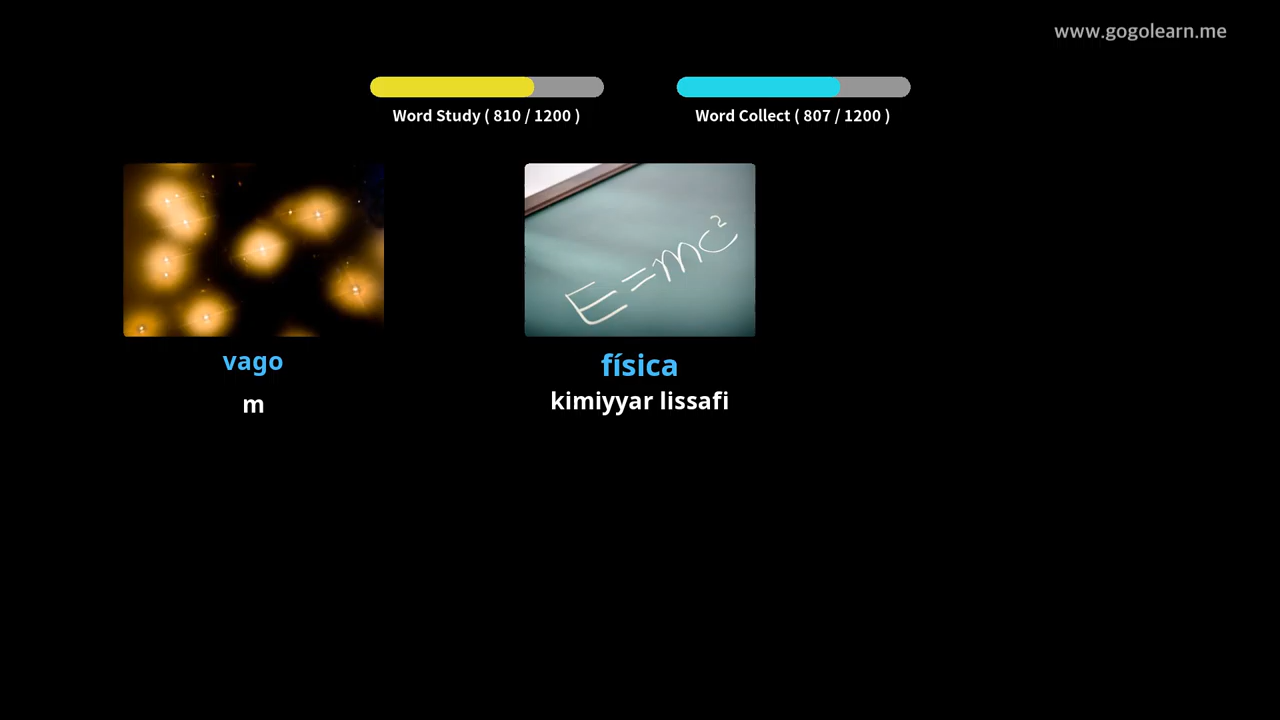 www.gogolearn.me
Word Study ( 810 / 1200 )
Word Collect ( 807 / 1200 )
E=mc²
vago
m
física
kimiyyar lissafi